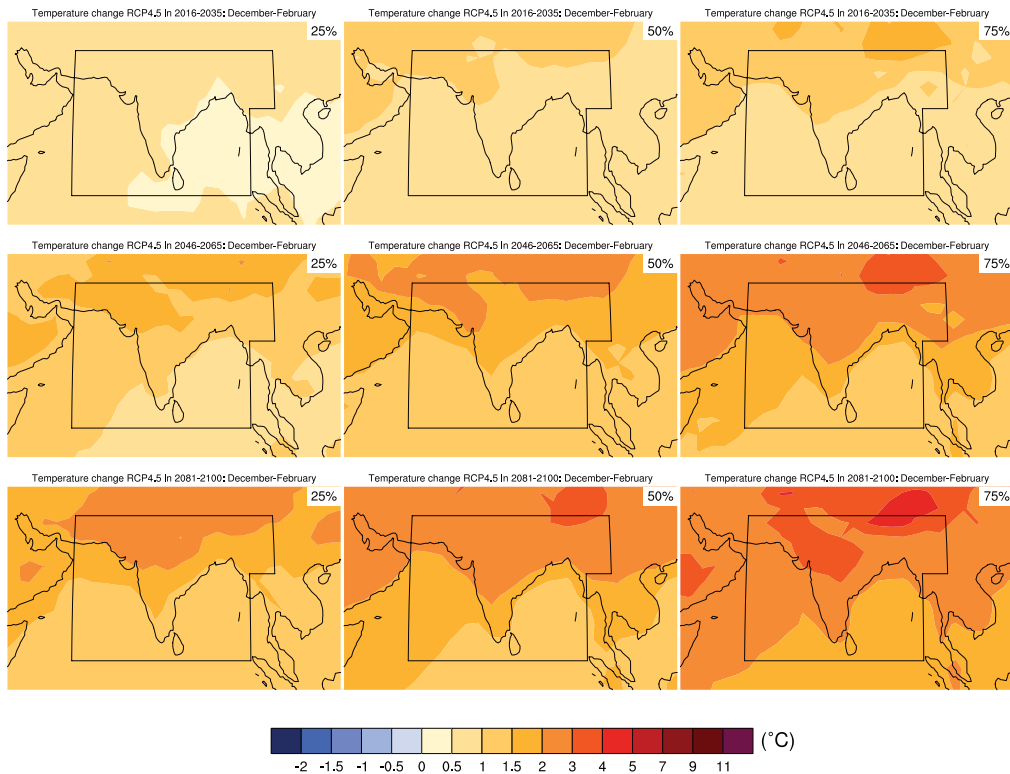 Temperature change RCP4.5 in 2016-2035: December-February
25%
Temperature change RCP4.5 in 2016-2035: December-February
50%
Temperature change RCP4.5 in 2016-2035: December-February
75%
Temperature change RCP4.5 in 2046-2065: December-February
25%
Temperature change RCP4.5 in 2046-2065: December-February
50%
Temperature change RCP4.5 in 2046-2065: December-February
75%
Temperature change RCP4.5 in 2081-2100: December-February
25%
Temperature change RCP4.5 in 2081-2100: December-February
50%
Temperature change RCP4.5 in 2081-2100: December-February
75%
(°C)
-2 -1.5 -1 -0.5 0 0.5 1 1.5 2 3 4 5 7 9 11